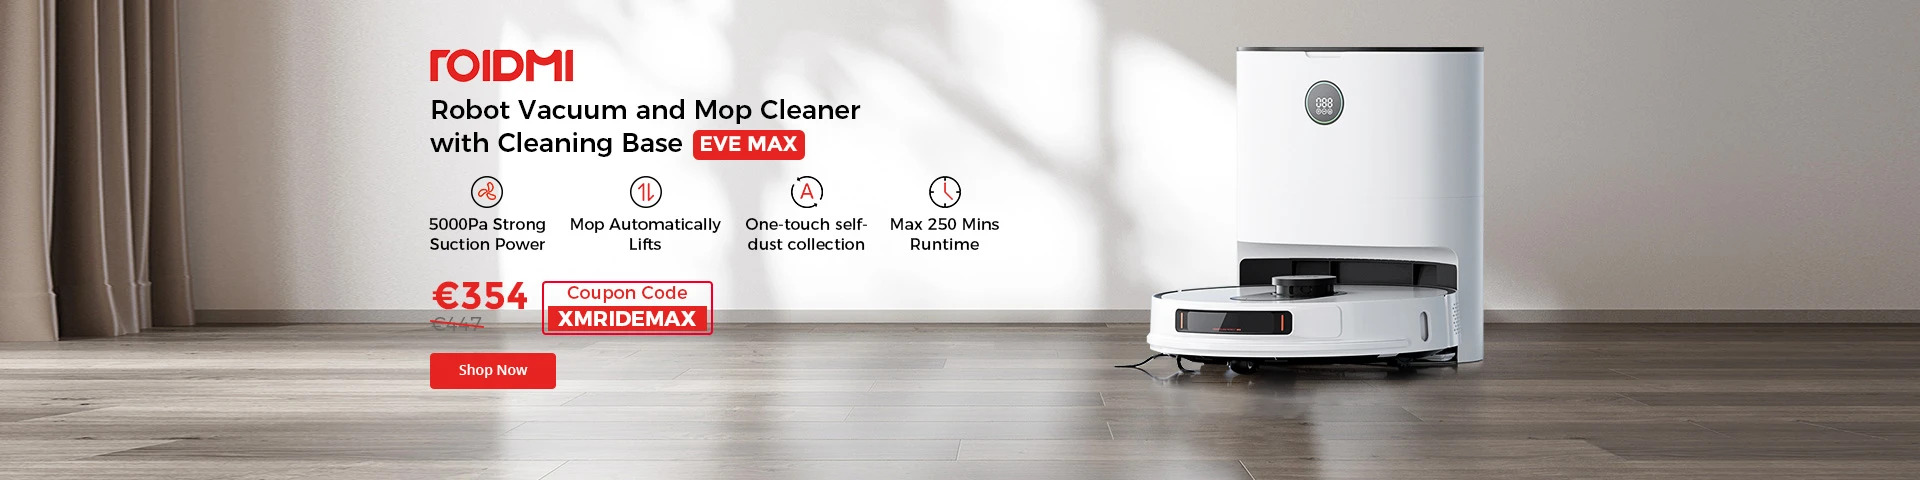 ROIDMI
Robot Vacuum and Mop Cleaner
with Cleaning Base EVE MAX
5000Pa Strong
Suction Power
Mop Automatically
Lifts
A
One-touch self-
dust collection
Max 250 Mins
Runtime
€354
€447
Coupon Code
XMRIDEMAX
Shop Now